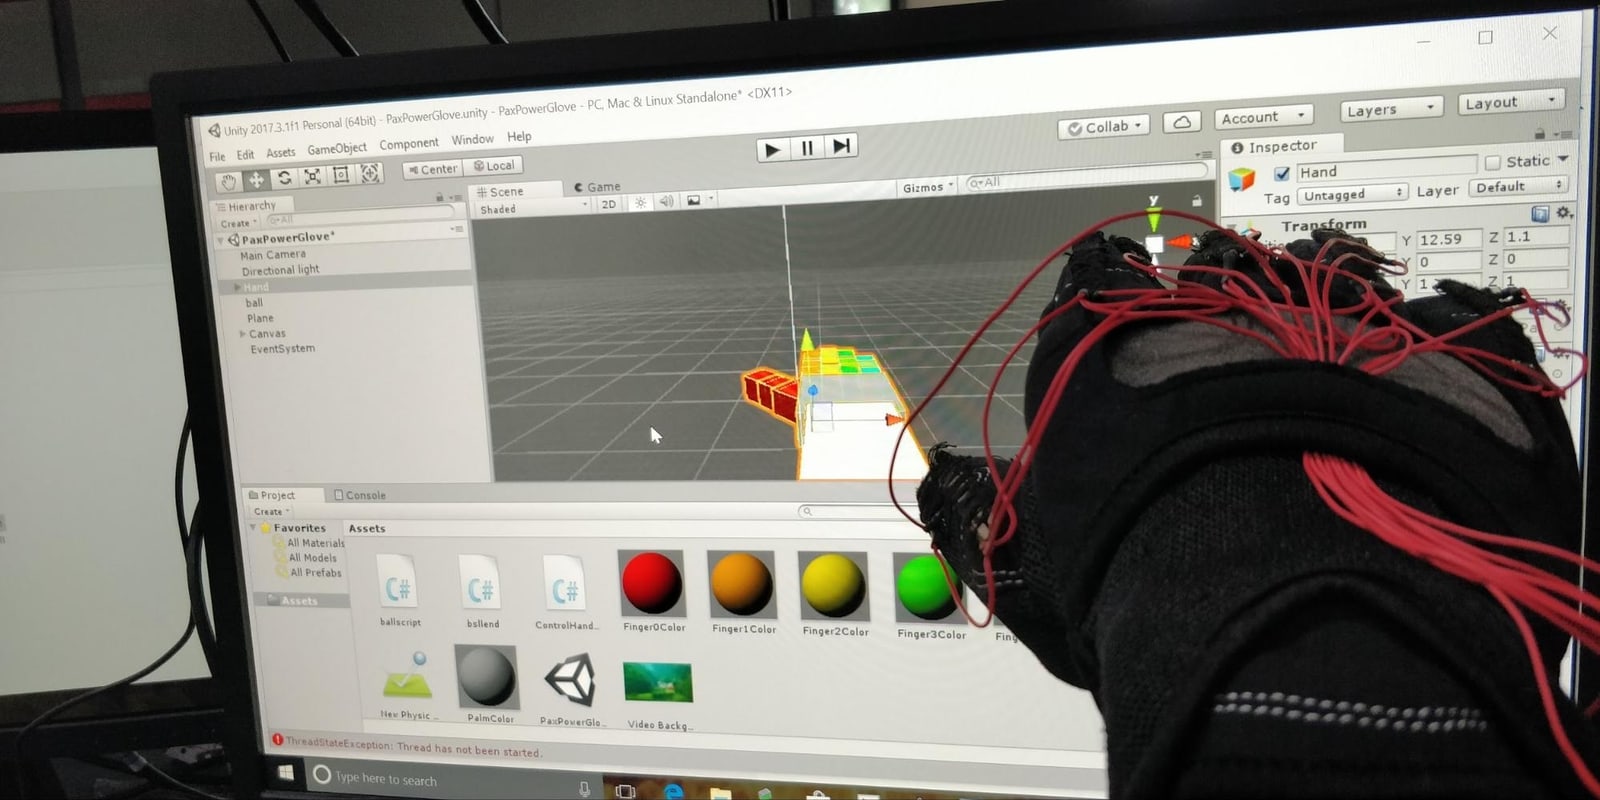 Unity 2017.3.1f1 Personal (64bit) - PaxPowerGlove.unity - PaxPowerGlove - PC, Mac & Linux Standalone* <DX11>
File Edit Assets GameObject Component Window Help
Center Local
Collab
Account
Layers
Layout
Hierarchy
Create All
PaxPowerGlove*
Main Camera
Directional light
Hand
ball
Plane
Canvas
EventSystem
Scene
Game
Shaded
2D
Gizmos
All
y
Inspector
Hand
Static
Tag Untagged Layer Default
Transform
Y 12.59 Z 1.1
Y 0 Z 0
Y 1 Z 1
Project
Console
Create
Favorites
All Materials
All Models
All Prefabs
Assets
Assets
ballscript
bsllend
ControlHand...
Finger0Color
Finger1Color
Finger2Color
Finger3Color
Fing
New Physic ...
PalmColor
PaxPowerGlo...
Video Backg...
ThreadStateException: Thread has not been started.
Type here to search